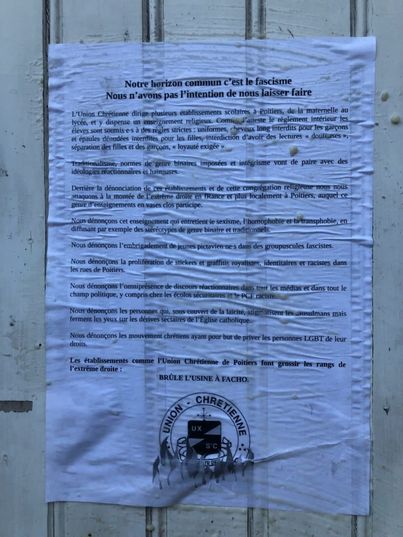 Notre horizon commun c'est le fascisme
Nous n'avons pas l'intention de nous laisser faire
L'Union Chrétienne dirige plusieurs établissements scolaires à Poitiers, de la maternelle au
lycée, et y dispense un enseignement religieux. Comme l'atteste le règlement intérieur les
élèves sont soumis·es à des règles strictes : uniformes, cheveux long interdits pour les garçons
et épaules dénudées interdites pour les filles, interdiction d'avoir des lectures « douteuses »,
séparation des filles et des garçons, « loyauté exigée »
Traditionalisme, normes de genre binaires imposées et intégrisme vont de paire avec des
idéologies réactionnaires et haineuses.
Derrière la dénonciation de ces établissements et de cette congrégation religieuse nous nous
attaquons à la montée de l'extrême droite en france et plus localement à Poitiers, auquel ce
genre d'enseignements en vases clos participe.
Nous dénonçons cet enseignement qui entretient le sexisme, l'homophobie et la transphobie, en
diffusant par exemple des stéréotypes de genre binaire et traditionnels.
Nous dénonçons l'embrigadement de jeunes pictavien·ne·s dans des groupuscules fascistes.
Nous dénonçons la prolifération de stickers et graffitis royalistes, identitaires et racistes dans
les rues de Poitiers.
Nous dénonçons l'omniprésence de discours réactionnaires dans tout les médias et dans tout le
champ politique, y compris chez les écolos sécuritaires et le PCF raciste.
Nous dénonçons les personnes qui, sous couvert de la laïcité, stigmatisent les musulmans mais
ferment les yeux sur les dérives sectaires de l'Église catholique.
Nous dénonçons les mouvement chrétiens ayant pour but de priver les personnes LGBT de leur
droits.
Les établissements comme l'Union Chrétienne de Poitiers font grossir les rangs de
l'extrême droite :
BRÛLE L'USINE À FACHO.
UNION - CHRETIENNE
UX
S+C